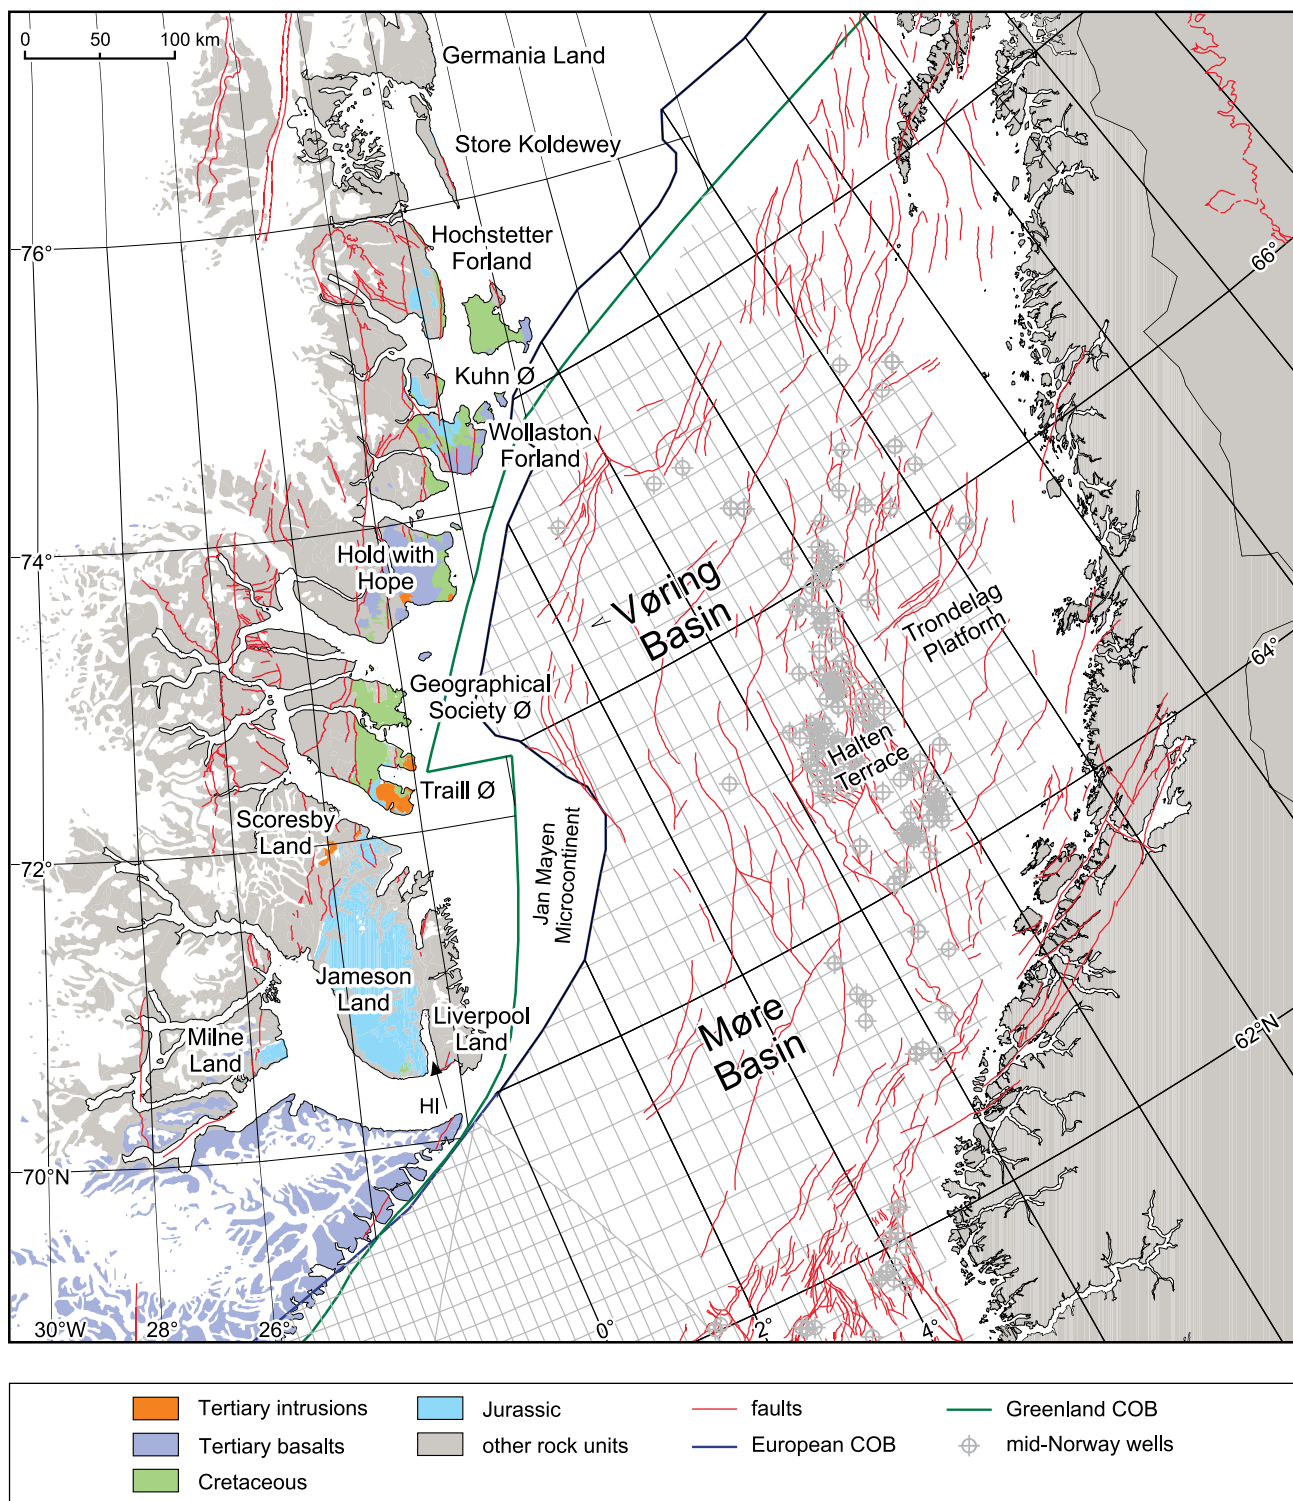 0 50 100 km
Germania Land
Store Koldewey
Hochstetter
Forland
76°
66°
Kuhn Ø
Wollaston
Forland
74°
Hold with
Hope
Vøring
Basin
Trondelag
Platform
64°
Geographical
Society Ø
Halten
Terrace
Traill Ø
Scoresby
Land
72°
Jan Mayen
Microcontinent
Jameson
Land
Liverpool
Land
Milne
Land
Møre
Basin
62°N
HI
70°N
30°W 28° 26° 0° 2° 4°
Tertiary intrusions
Jurassic
faults
Greenland COB
Tertiary basalts
other rock units
European COB
mid-Norway wells
Cretaceous